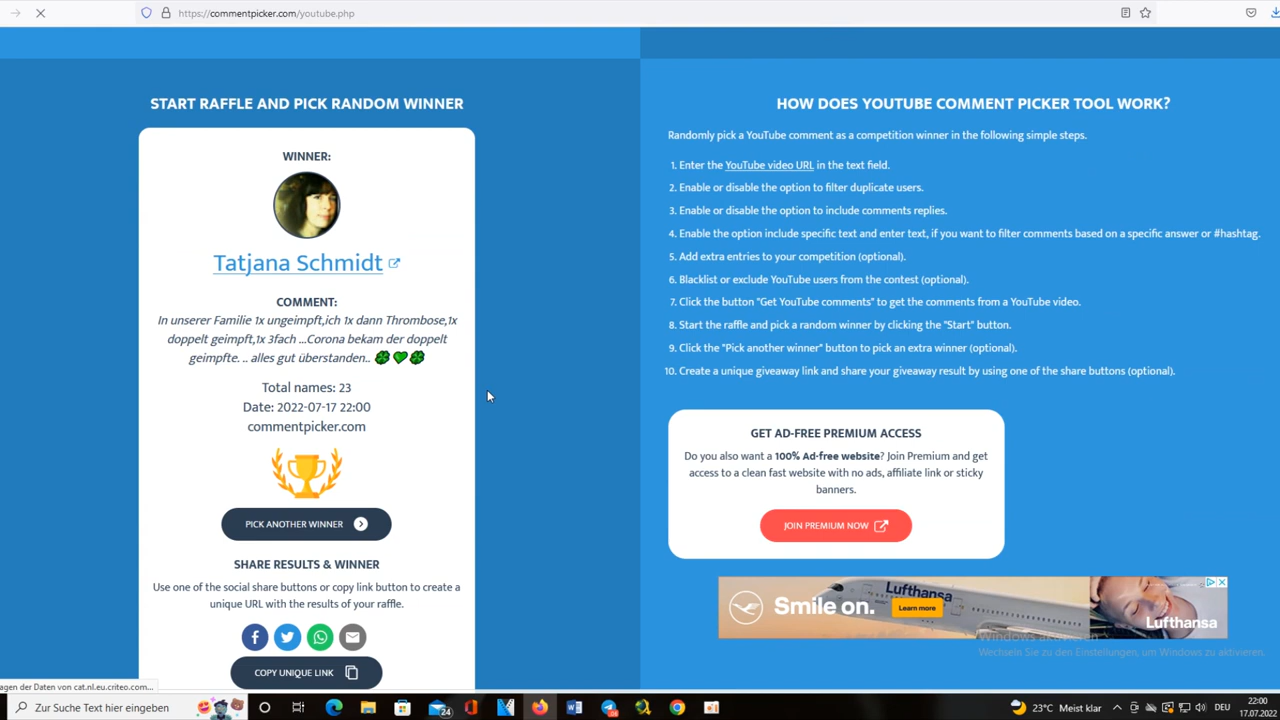 https://commentpicker.com/youtube.php
START RAFFLE AND PICK RANDOM WINNER
WINNER:
Tatjana Schmidt
COMMENT:
In unserer Familie 1x ungeimpft,ich 1x dann Thrombose,1x
doppelt geimpft,1x 3fach ...Corona bekam der doppelt
geimpfte. .. alles gut überstanden.. 🍀💚🍀
Total names: 23
Date: 2022-07-17 22:00
commentpicker.com
PICK ANOTHER WINNER
SHARE RESULTS & WINNER
Use one of the social share buttons or copy link button to create a
unique URL with the results of your raffle.
COPY UNIQUE LINK
HOW DOES YOUTUBE COMMENT PICKER TOOL WORK?
Randomly pick a YouTube comment as a competition winner in the following simple steps.
1. Enter the YouTube video URL in the text field.
2. Enable or disable the option to filter duplicate users.
3. Enable or disable the option to include comments replies.
4. Enable the option include specific text and enter text, if you want to filter comments based on a specific answer or #hashtag.
5. Add extra entries to your competition (optional).
6. Blacklist or exclude YouTube users from the contest (optional).
7. Click the button "Get YouTube comments" to get the comments from a YouTube video.
8. Start the raffle and pick a random winner by clicking the "Start" button.
9. Click the "Pick another winner" button to pick an extra winner (optional).
10. Create a unique giveaway link and share your giveaway result by using one of the share buttons (optional).
GET AD-FREE PREMIUM ACCESS
Do you also want a 100% Ad-free website? Join Premium and get
access to a clean fast website with no ads, affiliate link or sticky
banners.
JOIN PREMIUM NOW
Smile on.
Lufthansa
Learn more
Lufthansa
Windows aktivieren
Wechseln Sie zu den Einstellungen, um Windows zu aktivieren.
agen der Daten von cat.nl.eu.criteo.com...
Zur Suche Text hier eingeben
24
23°C Meist klar
DEU
22:00
17.07.2022